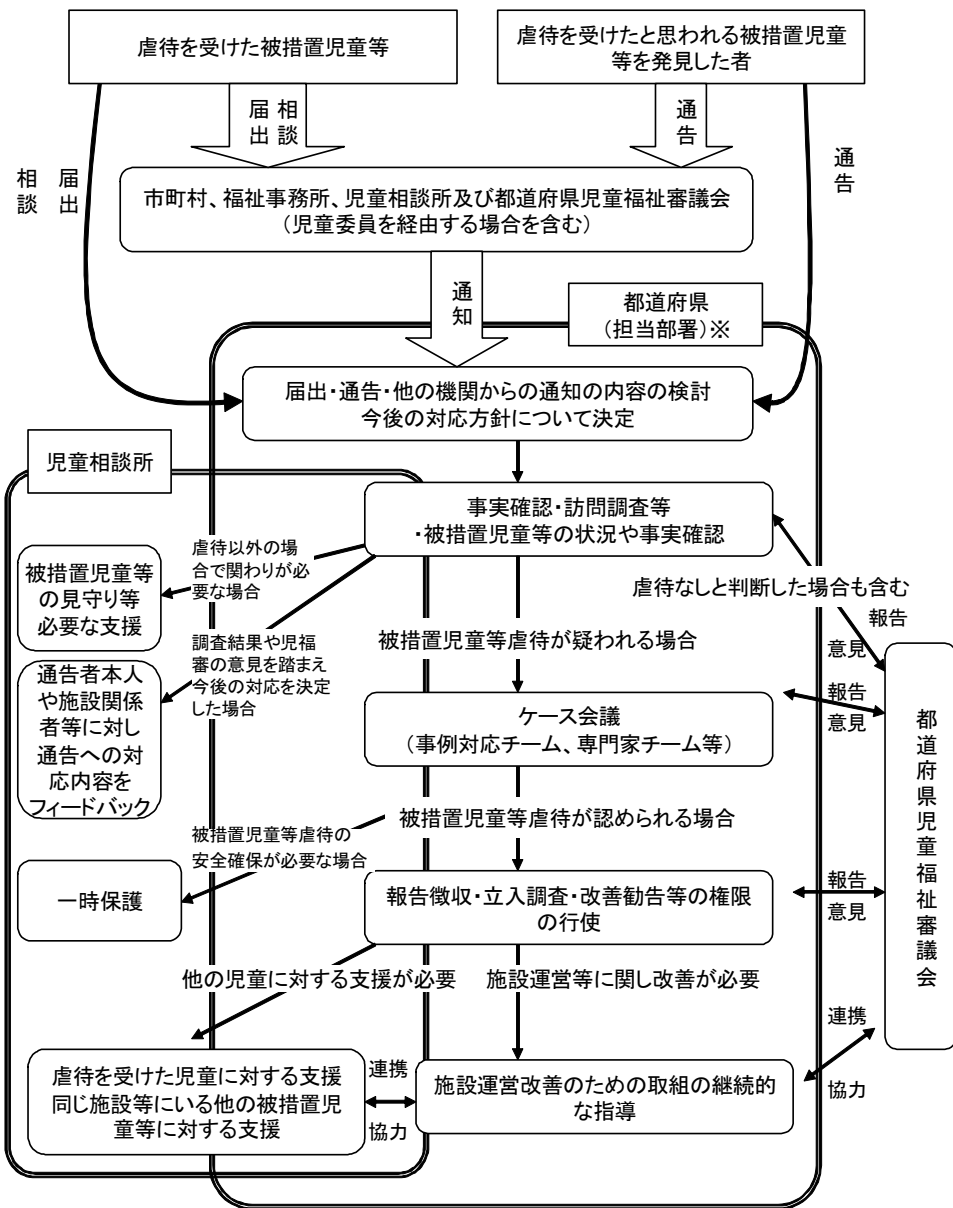 虐待を受けた被措置児童等
虐待を受けたと思われる被措置児童
等を発見した者
届出
相談
通告
相談
届出
通告
市町村、福祉事務所、児童相談所及び都道府県児童福祉審議会
(児童委員を経由する場合を含む)
通知
都道府県
(担当部署)※
届出・通告・他の機関からの通知の内容の検討
今後の対応方針について決定
児童相談所
事実確認・訪問調査等
・被措置児童等の状況や事実確認
虐待以外の場
合で関わりが必
要な場合
被措置児童等
の見守り等
必要な支援
虐待なしと判断した場合も含む
報告
意見
調査結果や児福
審の意見を踏まえ
今後の対応を決定
した場合
被措置児童等虐待が疑われる場合
通告者本人
や施設関係
者等に対し
通告への対
応内容を
フィードバック
ケース会議
(事例対応チーム、専門家チーム等)
報告
意見
都道府県児童福祉審議会
被措置児童等虐待の
安全確保が必要な場合
被措置児童等虐待が認められる場合
一時保護
報告徴収・立入調査・改善勧告等の権限
の行使
報告
意見
他の児童に対する支援が必要
施設運営等に関し改善が必要
連携
協力
虐待を受けた児童に対する支援
同じ施設等にいる他の被措置児
童等に対する支援
連携
協力
施設運営改善のための取組の継続的
な指導